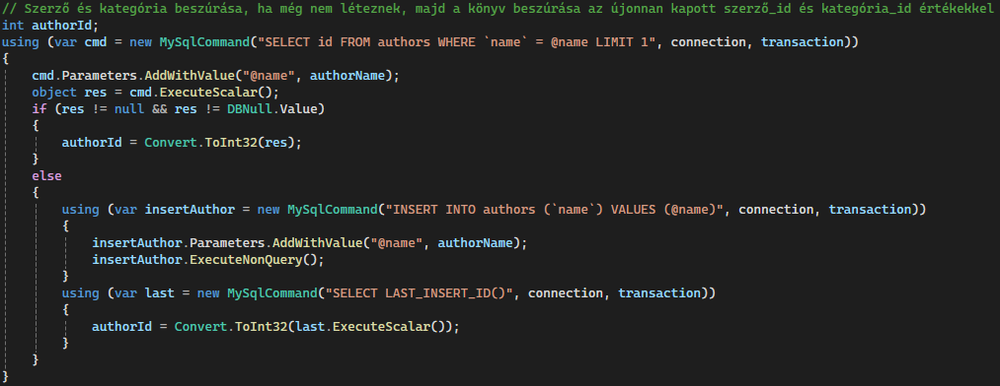 // Szerző és kategória beszúrása, ha még nem léteznek, majd a könyv beszúrása az újonnan kapott szerző_id és kategória_id értékekkel
int authorId;
using (var cmd = new MySqlCommand("SELECT id FROM authors WHERE `name` = @name LIMIT 1", connection, transaction))
{
    cmd.Parameters.AddWithValue("@name", authorName);
    object res = cmd.ExecuteScalar();
    if (res != null && res != DBNull.Value)
    {
        authorId = Convert.ToInt32(res);
    }
    else
    {
        using (var insertAuthor = new MySqlCommand("INSERT INTO authors (`name`) VALUES (@name)", connection, transaction))
        {
            insertAuthor.Parameters.AddWithValue("@name", authorName);
            insertAuthor.ExecuteNonQuery();
        }
        using (var last = new MySqlCommand("SELECT LAST_INSERT_ID()", connection, transaction))
        {
            authorId = Convert.ToInt32(last.ExecuteScalar());
        }
    }
}